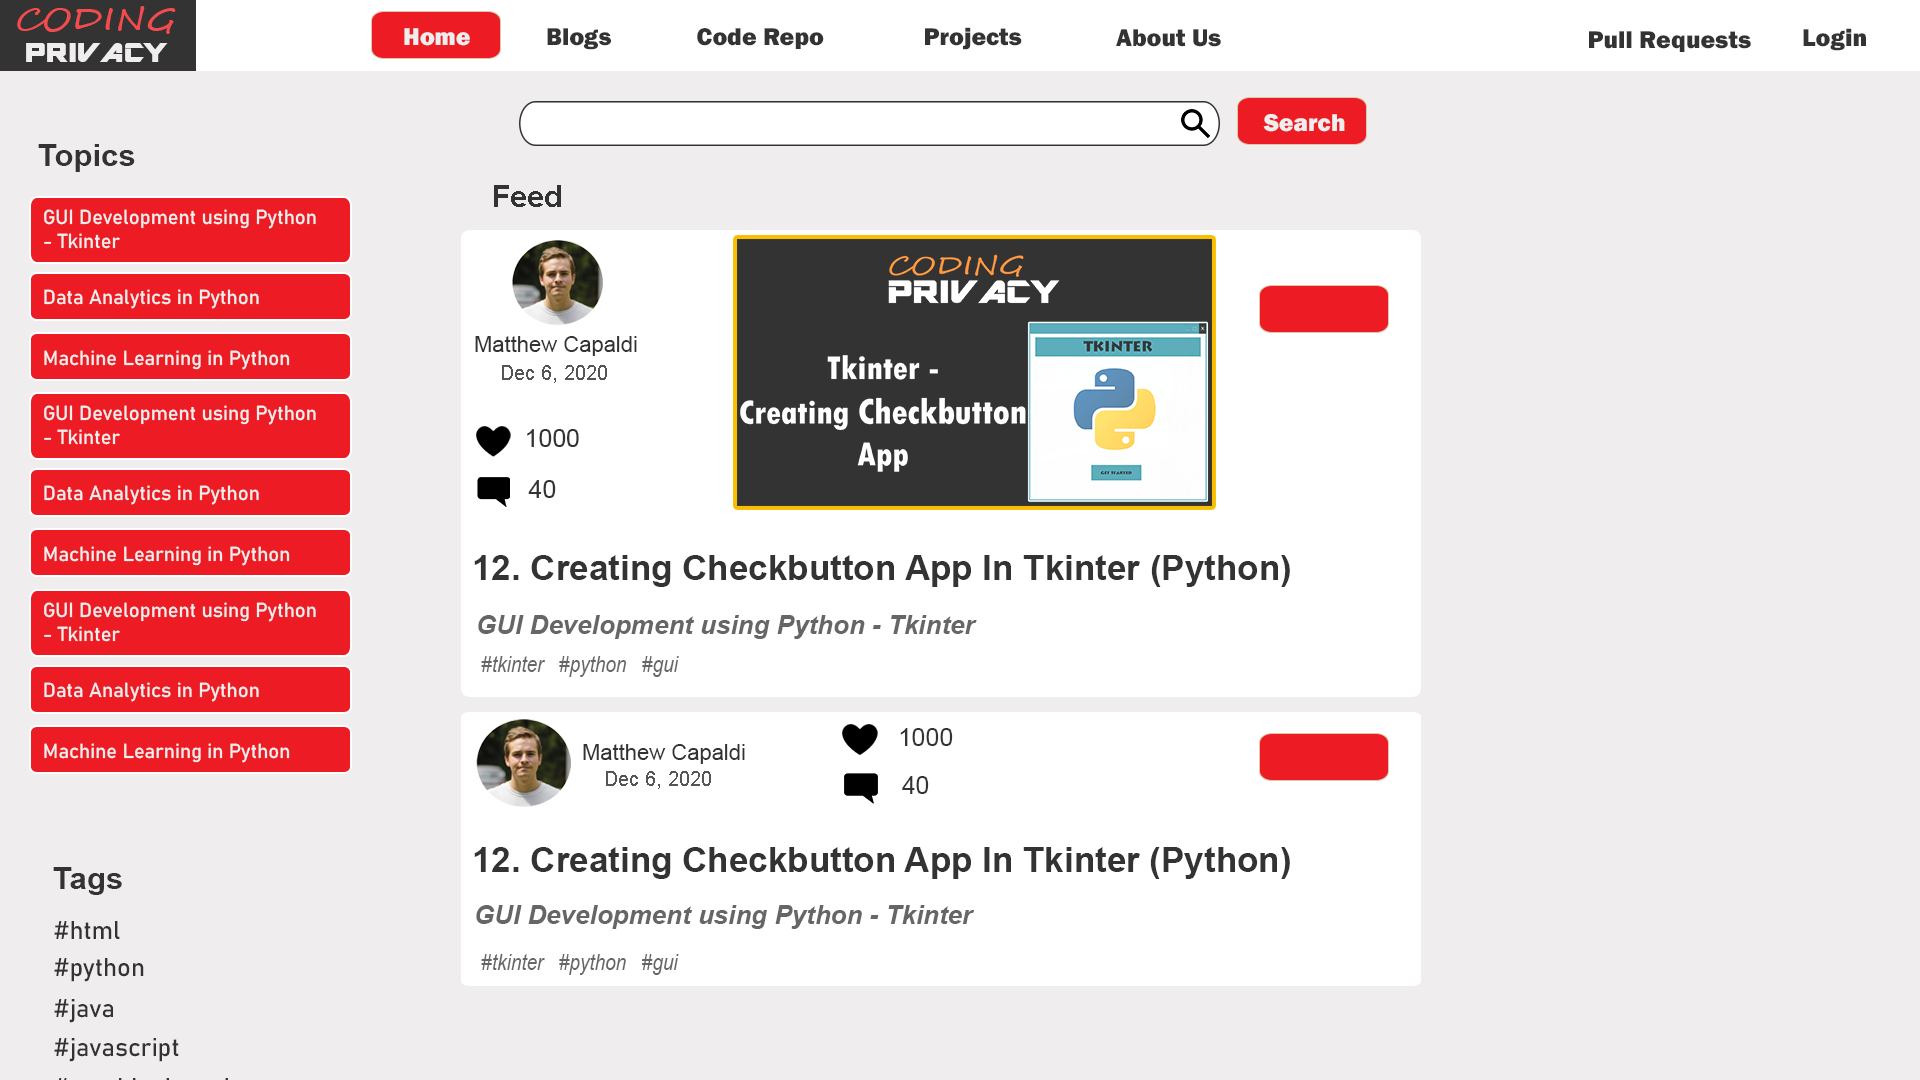 CODING
PRIVACY
Home
Blogs
Code Repo
Projects
About Us
Pull Requests
Login
Search
Topics
GUI Development using Python
- Tkinter
Data Analytics in Python
Machine Learning in Python
GUI Development using Python
- Tkinter
Data Analytics in Python
Machine Learning in Python
GUI Development using Python
- Tkinter
Data Analytics in Python
Machine Learning in Python
Tags
#html
#python
#java
#javascript
Feed
Matthew Capaldi
Dec 6, 2020
1000
40
CODING
PRIVACY
Tkinter -
Creating Checkbutton
App
TKINTER
GET STARTED
12. Creating Checkbutton App In Tkinter (Python)
GUI Development using Python - Tkinter
#tkinter #python #gui
Matthew Capaldi
Dec 6, 2020
1000
40
12. Creating Checkbutton App In Tkinter (Python)
GUI Development using Python - Tkinter
#tkinter #python #gui